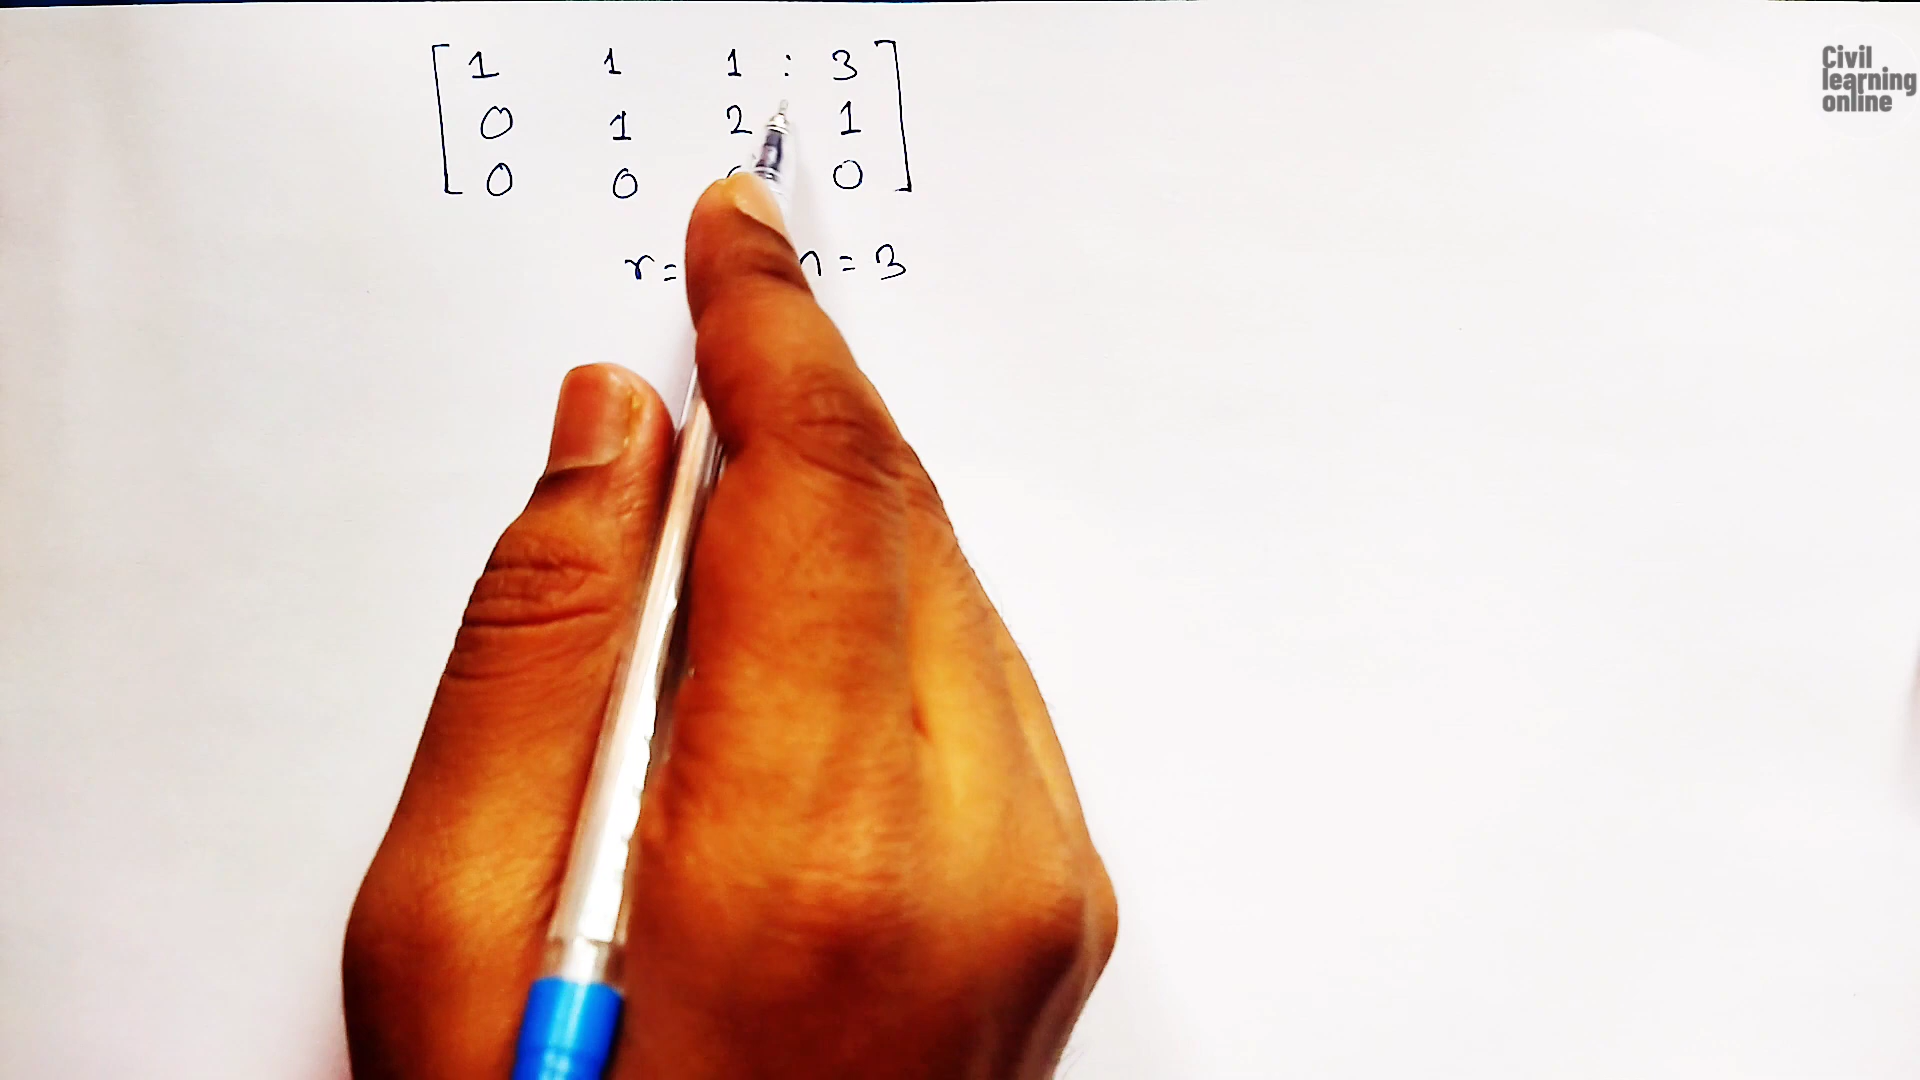 1 1 1 : 3
0 1 2 1
0 0 0
r = n = 3
Civil
learning
online